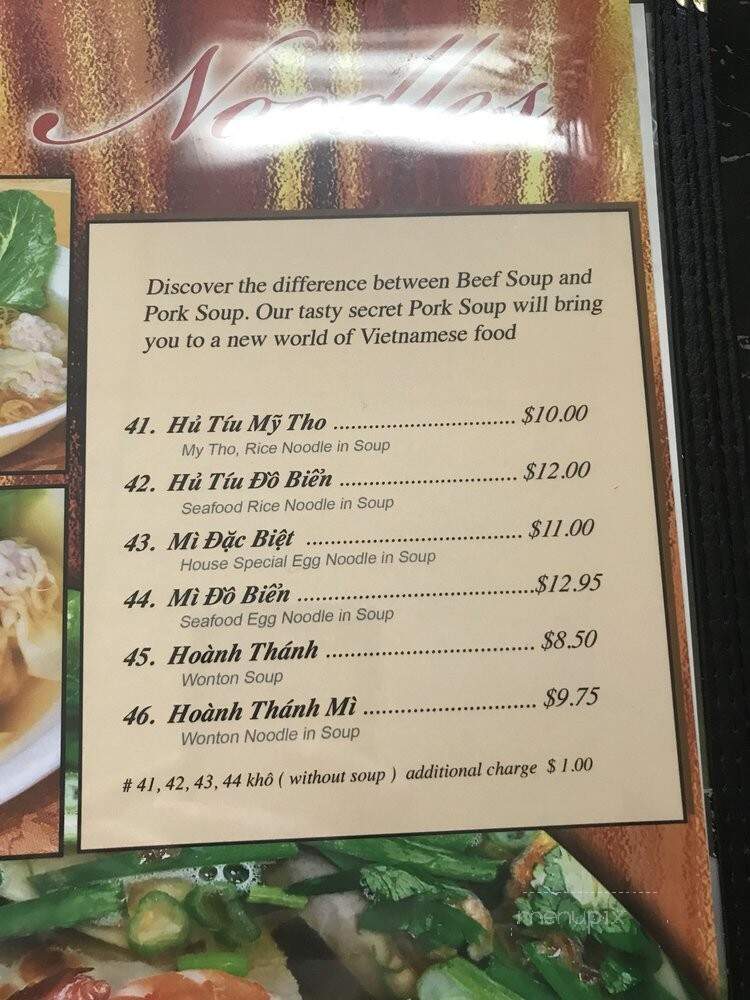 Noodles
Discover the difference between Beef Soup and
Pork Soup. Our tasty secret Pork Soup will bring
you to a new world of Vietnamese food
41. Hủ Tíu Mỹ Tho ................................ $10.00
My Tho, Rice Noodle in Soup
42. Hủ Tíu Đồ Biển ............................... $12.00
Seafood Rice Noodle in Soup
43. Mì Đặc Biệt ..................................... $11.00
House Special Egg Noodle in Soup
44. Mì Đồ Biển .........................................$12.95
Seafood Egg Noodle in Soup
45. Hoành Thánh .................................... $8.50
Wonton Soup
46. Hoành Thánh Mì .............................. $9.75
Wonton Noodle in Soup
# 41, 42, 43, 44 khô ( without soup ) additional charge $ 1.00
menupix